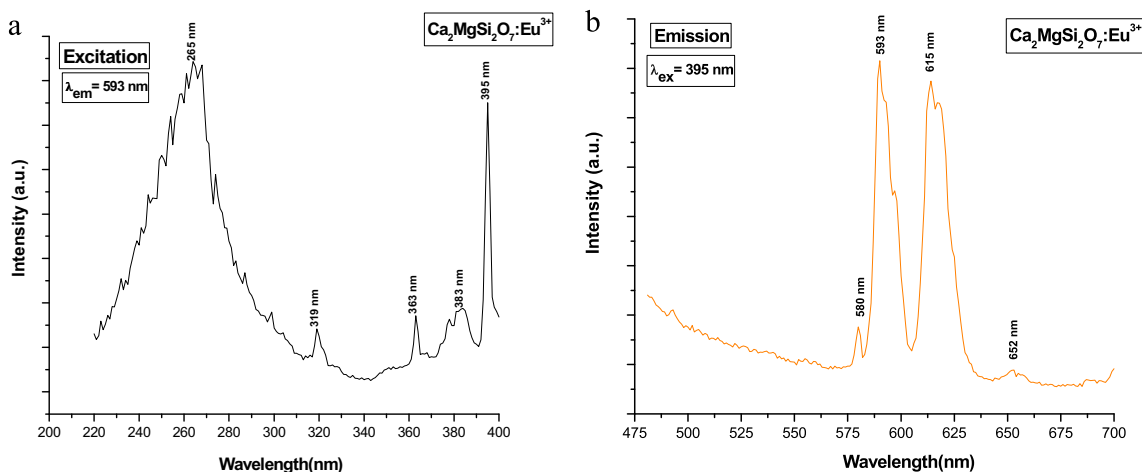 a
Excitation
λem= 593 nm
265 nm
Ca2MgSi2O7:Eu3+
395 nm
319 nm
363 nm
383 nm
Intensity (a.u.)
200 220 240 260 280 300 320 340 360 380 400
Wavelength(nm)
b
Emission
λex= 395 nm
593 nm
615 nm
Ca2MgSi2O7:Eu3+
580 nm
652 nm
Intensity (a.u.)
475 500 525 550 575 600 625 650 675 700
Wavelength(nm)